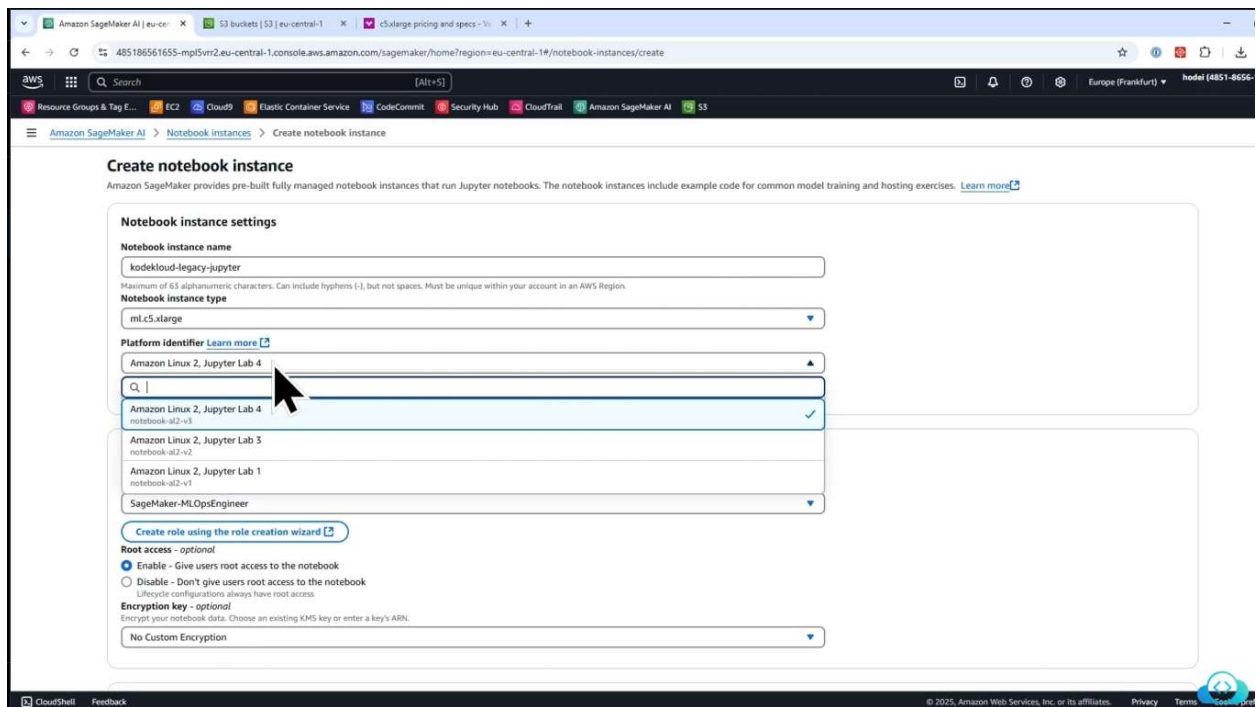 Amazon SageMaker AI | eu-cen
S3 buckets | S3 | eu-central-1
c5.xlarge pricing and specs - 
485186561655-mpl5vrr2.eu-central-1.console.aws.amazon.com/sagemaker/home?region=eu-central-1#/notebook-instances/create
aws
Search
[Alt+S]
Europe (Frankfurt)
hodei (4851-8656-
Resource Groups & Tag E...
EC2
Cloud9
Elastic Container Service
CodeCommit
Security Hub
CloudTrail
Amazon SageMaker AI
S3
Amazon SageMaker AI > Notebook instances > Create notebook instance
Create notebook instance
Amazon SageMaker provides pre-built fully managed notebook instances that run Jupyter notebooks. The notebook instances include example code for common model training and hosting exercises. Learn more
Notebook instance settings
Notebook instance name
kodekloud-legacy-jupyter
Maximum of 63 alphanumeric characters. Can include hyphens (-), but not spaces. Must be unique within your account in an AWS Region.
Notebook instance type
ml.c5.xlarge
Platform identifier Learn more
Amazon Linux 2, Jupyter Lab 4
Amazon Linux 2, Jupyter Lab 4
notebook-al2-v3
Amazon Linux 2, Jupyter Lab 3
notebook-al2-v2
Amazon Linux 2, Jupyter Lab 1
notebook-al2-v1
SageMaker-MLOpsEngineer
Create role using the role creation wizard
Root access - optional
Enable - Give users root access to the notebook
Disable - Don't give users root access to the notebook
Lifecycle configurations always have root access
Encryption key - optional
Encrypt your notebook data. Choose an existing KMS key or enter a key's ARN.
No Custom Encryption
CloudShell
Feedback
© 2025, Amazon Web Services, Inc. or its affiliates.
Privacy
Terms